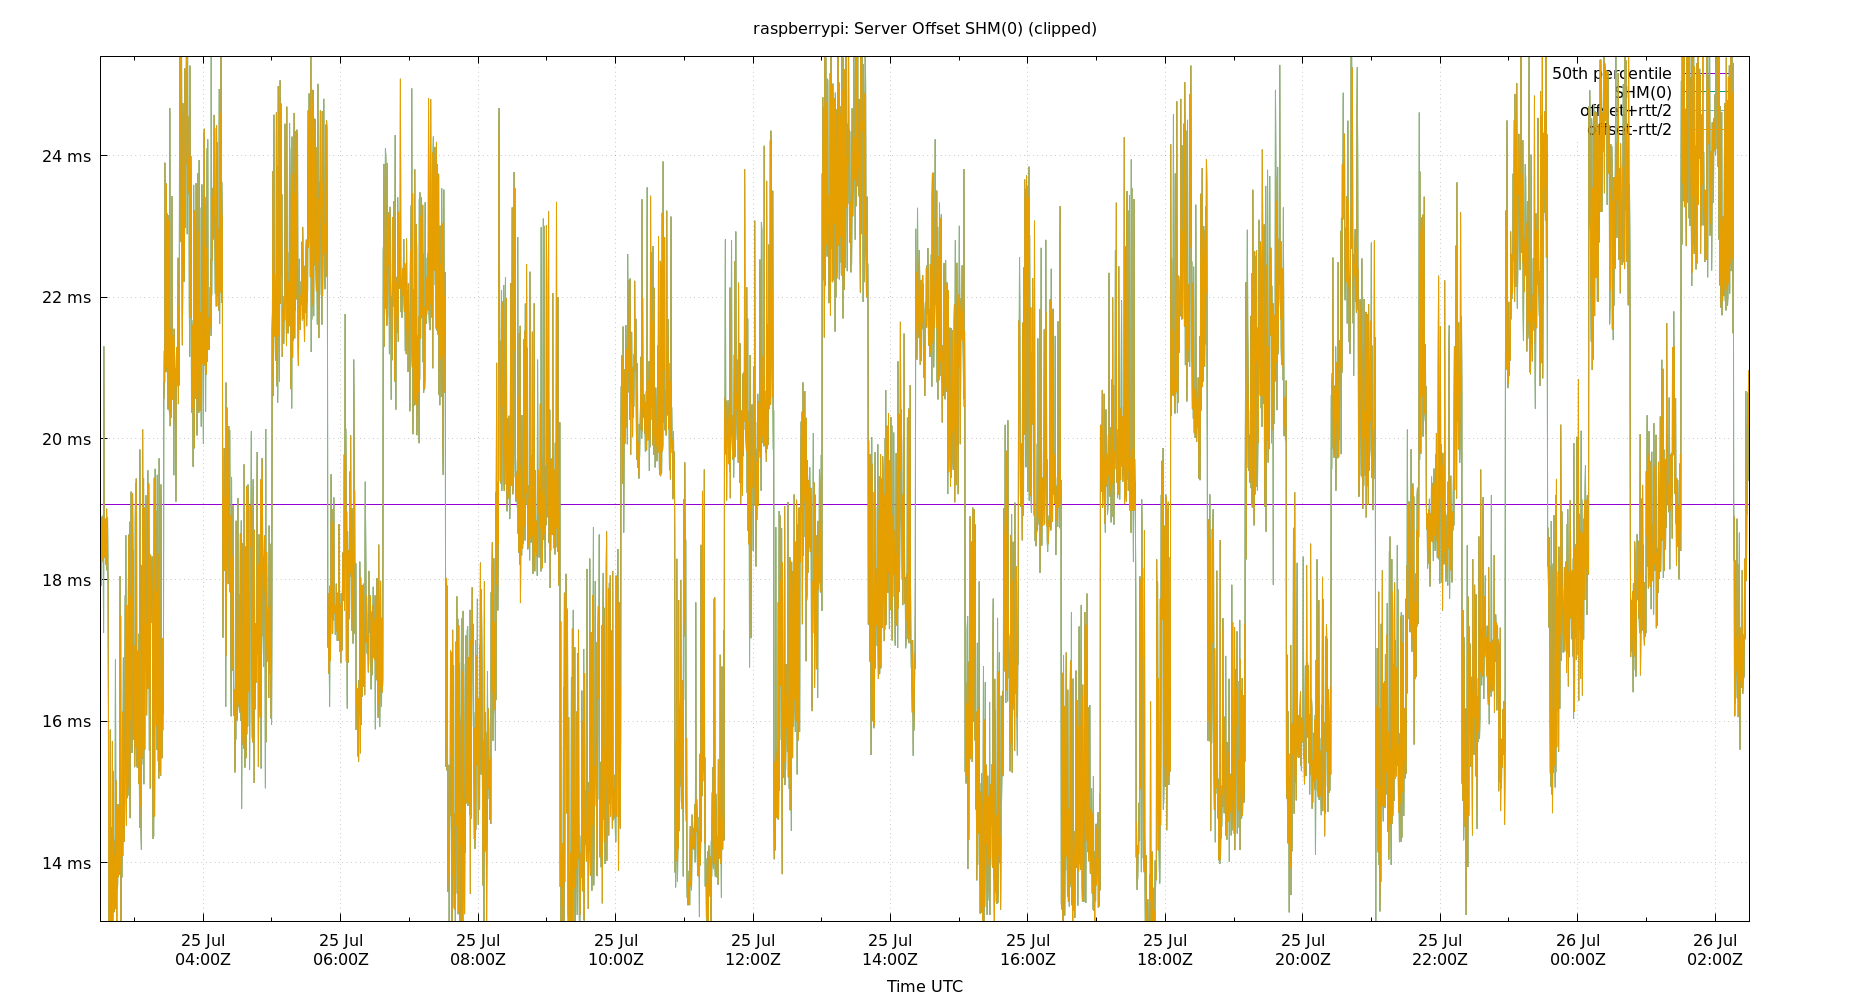 raspberrypi: Server Offset SHM(0) (clipped)
50th percentile
SHM(0)
offset+rtt/2
offset-rtt/2
24 ms
22 ms
20 ms
18 ms
16 ms
14 ms
25 Jul 25 Jul 25 Jul 25 Jul 25 Jul 25 Jul 25 Jul 25 Jul 25 Jul 25 Jul 26 Jul 26 Jul
04:00Z 06:00Z 08:00Z 10:00Z 12:00Z 14:00Z 16:00Z 18:00Z 20:00Z 22:00Z 00:00Z 02:00Z
Time UTC